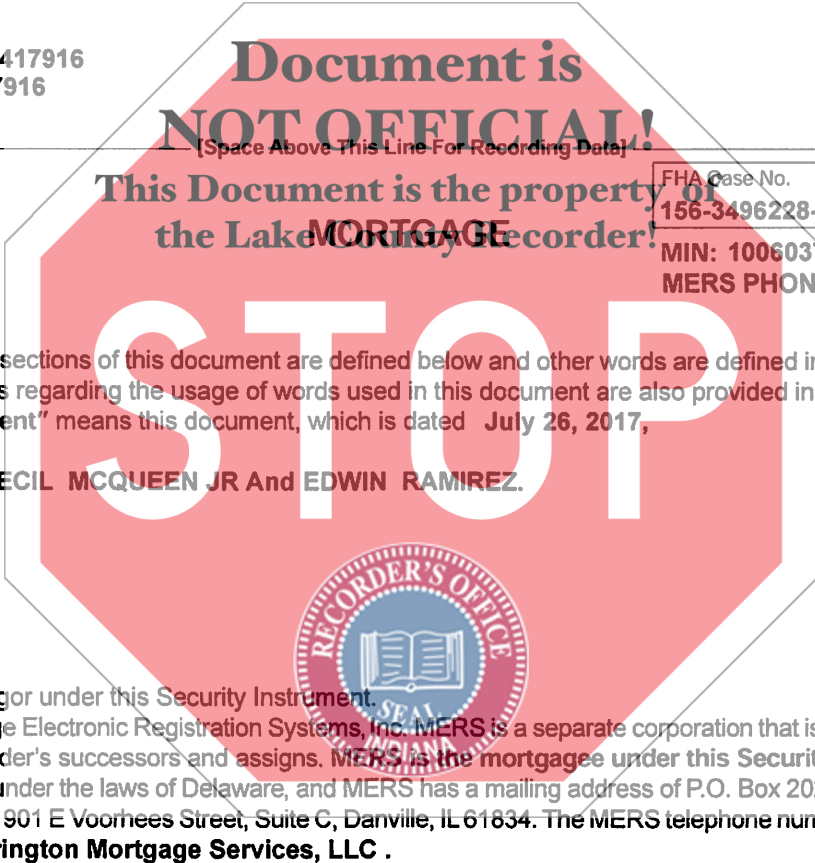 417916
7916
Document is
NOT OFFICIAL!
[Space Above This Line For Recording Data]
This Document is the property of
the Lake County Recorder!
FHA Case No.
156-3496228-
MORTGAGE
MIN: 100603
MERS PHON
STOP
sections of this document are defined below and other words are defined in
s regarding the usage of words used in this document are also provided in
ent" means this document, which is dated July 26, 2017,
ECIL MCQUEEN JR And EDWIN RAMIREZ.
RECORDER'S OFFICE
SEAL
INDIANA
gor under this Security Instrument.
e Electronic Registration Systems, Inc. MERS is a separate corporation that is
der's successors and assigns. MERS is the mortgagee under this Securit
under the laws of Delaware, and MERS has a mailing address of P.O. Box 20
901 E Voorhees Street, Suite C, Danville, IL 61834. The MERS telephone num
rington Mortgage Services, LLC .